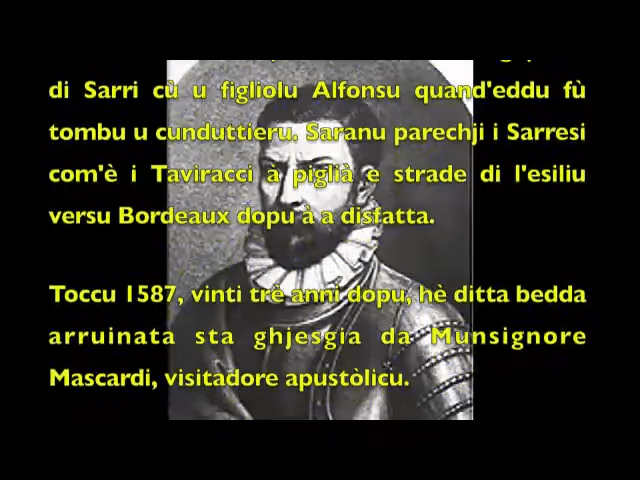 di Sarri cù u figliolu Alfonsu quand'eddu fù
tombu u cunduttieru. Saranu parechji i Sarresi
com'è i Taviracci à piglià e strade di l'esiliu
versu Bordeaux dopu à a disfatta.
Toccu 1587, vinti trè anni dopu, hè ditta bedda
arruinata sta ghjesgia da Munsignore
Mascardi, visitadore apustòlicu.